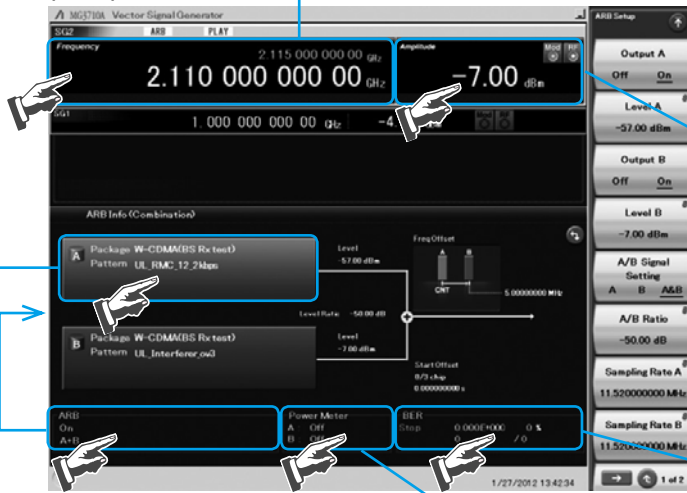 MG3710A Vector Signal Generator
SG2 ARB PLAY
Frequency
2.115 000 000 00 GHz
2.110 000 000 00 GHz
Amplitude
Mod RF
-7.00 dBm
SG1
1. 000 000 000 00 GHz -4
ARB Info (Combination)
A Package W-CDMA(BS Rx test)
Pattern UL_RMC_12_2kbps
Level
-57.00 dBm
Freq Offset
A B
CNT
5.00000000 MHz
Level Ratio -50.00 dB
B Package W-CDMA(BS Rx test)
Pattern UL_Interferer_ov3
Level
-7.00 dBm
Start Offset
0/3 chip
0.000000000 s
ARB
On
A+B
Power Meter
A : Off
B : Off
BER
Stop 0.000E+000 0 %
0 / 0
1/27/2012 13:42:34
ARB Setup
Output A
Off On
Level A
-57.00 dBm
Output B
Off On
Level B
-7.00 dBm
A/B Signal
Setting
A B A&B
A/B Ratio
-50.00 dB
Sampling Rate A
11.520000000 MHz
Sampling Rate B
11.520000000 MHz
1 of 2